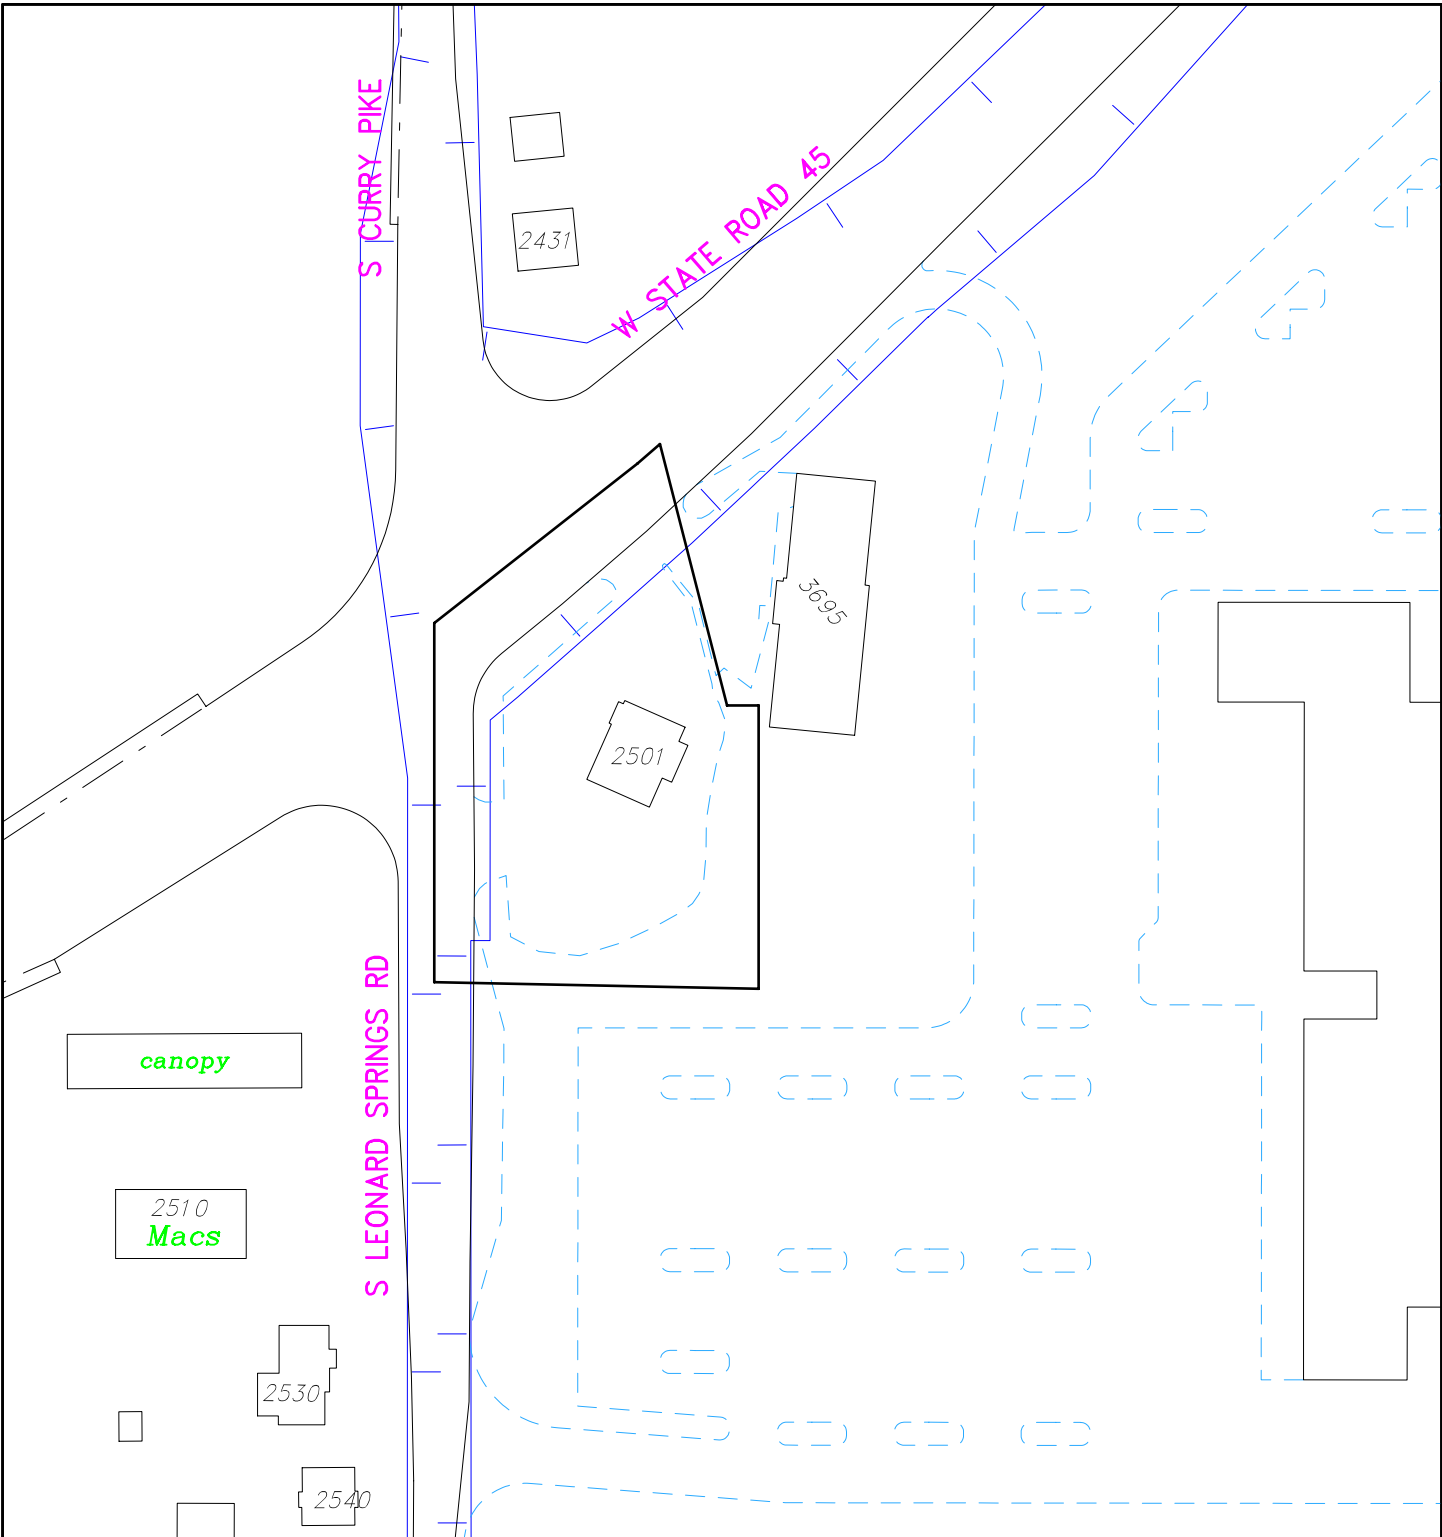 S CURRY PIKE
W STATE ROAD 45
2431
3695
2501
S LEONARD SPRINGS RD
canopy
2510
Macs
2530
2540